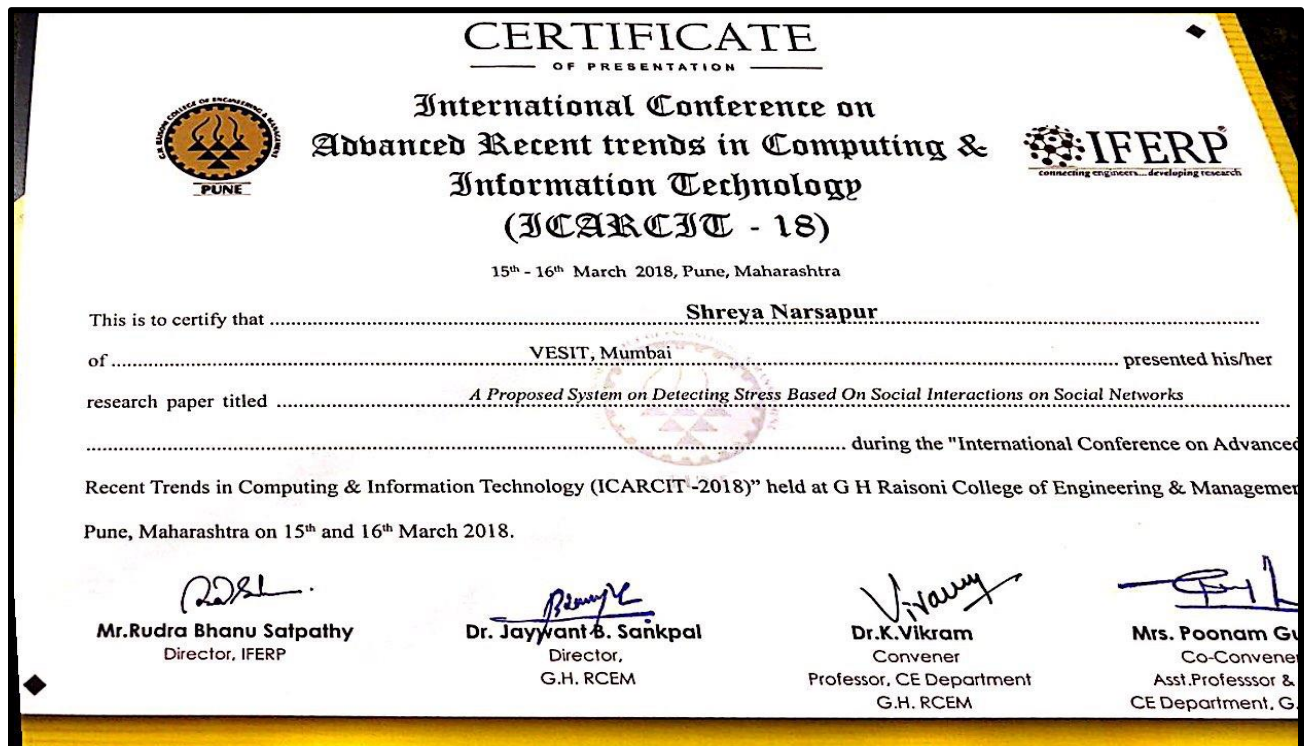 CERTIFICATE
OF PRESENTATION
International Conference on
Advanced Recent trends in Computing &
Information Technology
(ICARCIT - 18)
G.H. RAISONI COLLEGE OF ENGINEERING & MANAGEMENT
PUNE
IFERP
connecting engineers...developing research
15th - 16th March 2018, Pune, Maharashtra
This is to certify that Shreya Narsapur
of VESIT, Mumbai presented his/her
research paper titled A Proposed System on Detecting Stress Based On Social Interactions on Social Networks
during the "International Conference on Advanced
Recent Trends in Computing & Information Technology (ICARCIT -2018)” held at G H Raisoni College of Engineering & Managemen
Pune, Maharashtra on 15th and 16th March 2018.
Mr.Rudra Bhanu Satpathy
Director, IFERP
Dr. Jaywant B. Sankpal
Director,
G.H. RCEM
Dr.K.Vikram
Convener
Professor, CE Department
G.H. RCEM
Mrs. Poonam Gu
Co-Convene
Asst.Professsor &
CE Department, G.